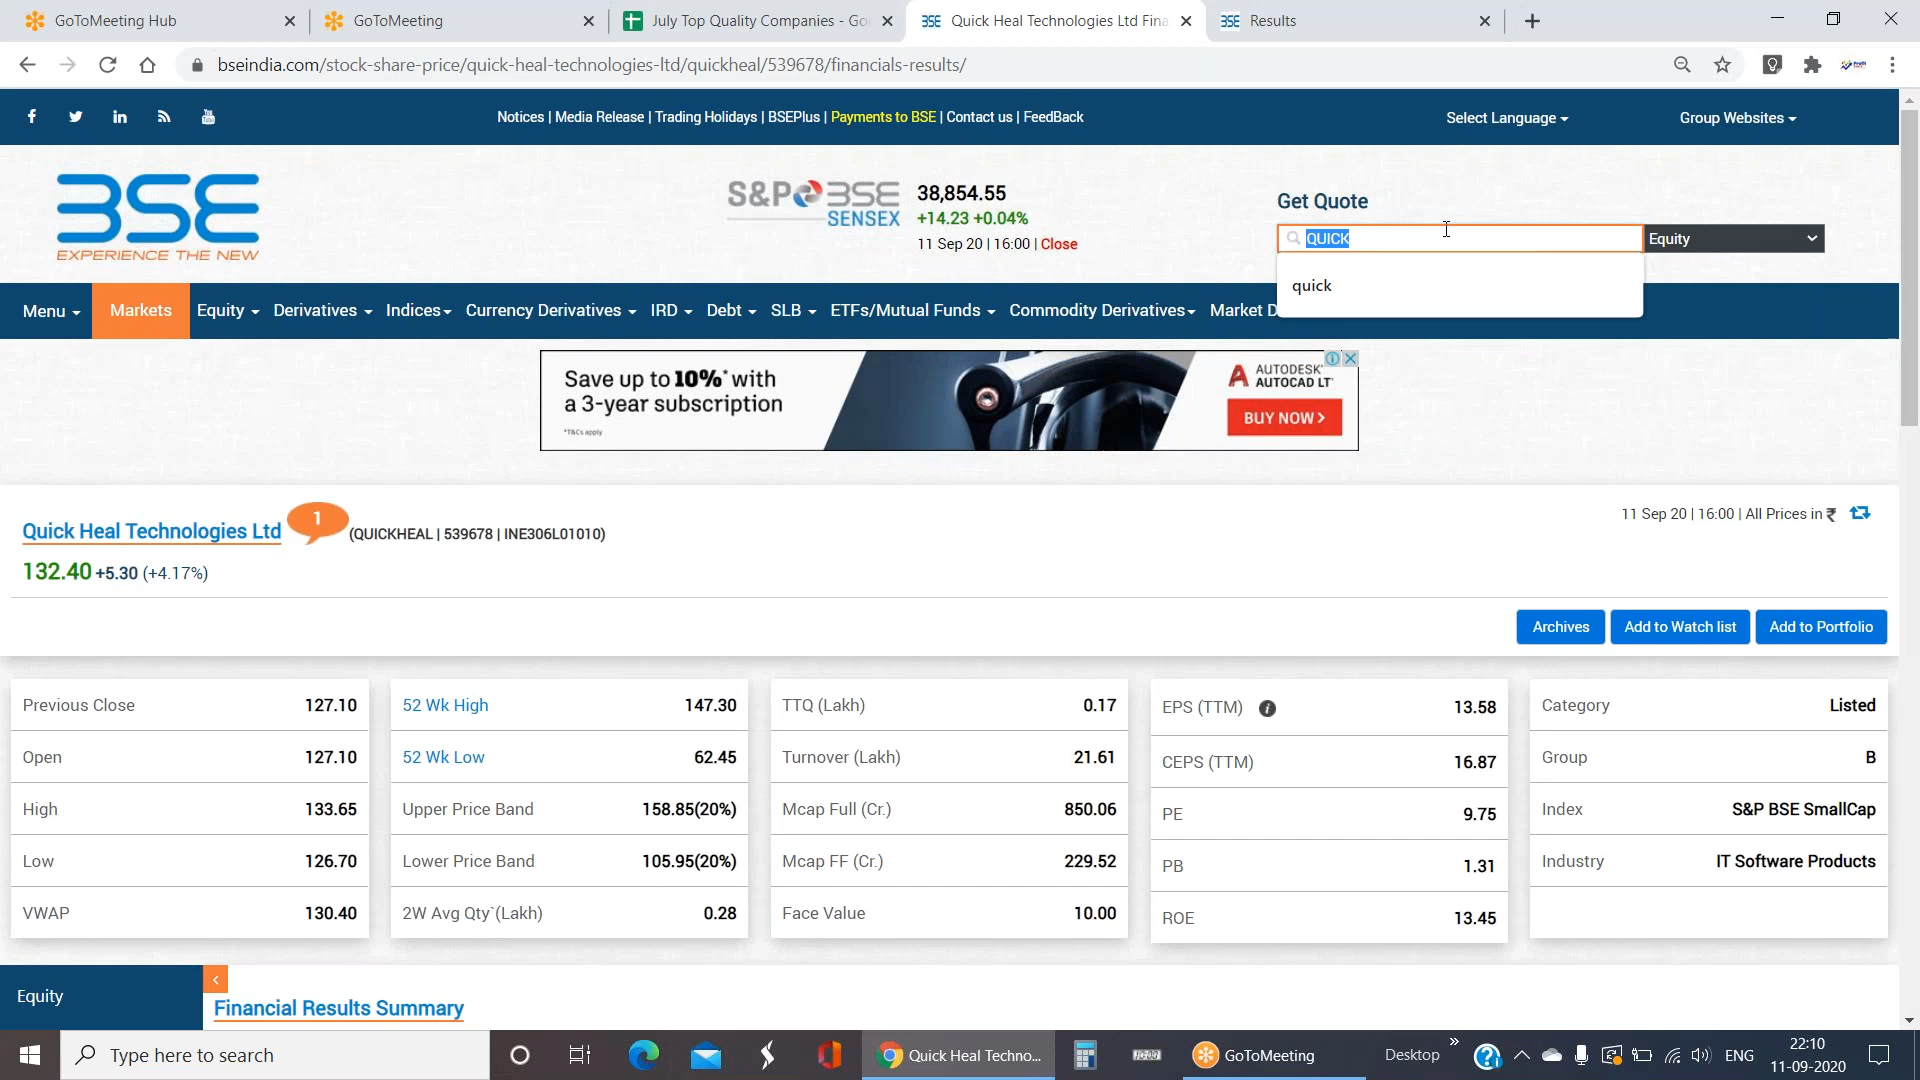 GoToMeeting Hub
GoToMeeting
July Top Quality Companies - Goo
Quick Heal Technologies Ltd Fina
Results
bseindia.com/stock-share-price/quick-heal-technologies-ltd/quickheal/539678/financials-results/
Notices | Media Release | Trading Holidays | BSEPlus | Payments to BSE | Contact us | FeedBack
Select Language
Group Websites
BSE
EXPERIENCE THE NEW
S&P BSE
SENSEX
38,854.55
+14.23 +0.04%
11 Sep 20 | 16:00 | Close
Get Quote
QUICK
Equity
quick
Menu
Markets
Equity
Derivatives
Indices
Currency Derivatives
IRD
Debt
SLB
ETFs/Mutual Funds
Commodity Derivatives
Market D
Save up to 10%* with
a 3-year subscription
*T&Cs apply
AUTODESK
AUTOCAD LT
BUY NOW >
Quick Heal Technologies Ltd
1
(QUICKHEAL | 539678 | INE306L01010)
11 Sep 20 | 16:00 | All Prices in ₹
132.40 +5.30 (+4.17%)
Archives
Add to Watch list
Add to Portfolio
Previous Close 127.10
Open 127.10
High 133.65
Low 126.70
VWAP 130.40
52 Wk High 147.30
52 Wk Low 62.45
Upper Price Band 158.85(20%)
Lower Price Band 105.95(20%)
2W Avg Qty`(Lakh) 0.28
TTQ (Lakh) 0.17
Turnover (Lakh) 21.61
Mcap Full (Cr.) 850.06
Mcap FF (Cr.) 229.52
Face Value 10.00
EPS (TTM) 13.58
CEPS (TTM) 16.87
PE 9.75
PB 1.31
ROE 13.45
Category Listed
Group B
Index S&P BSE SmallCap
Industry IT Software Products
Equity
Financial Results Summary
Type here to search
Quick Heal Techno...
GoToMeeting
Desktop
ENG
22:10
11-09-2020